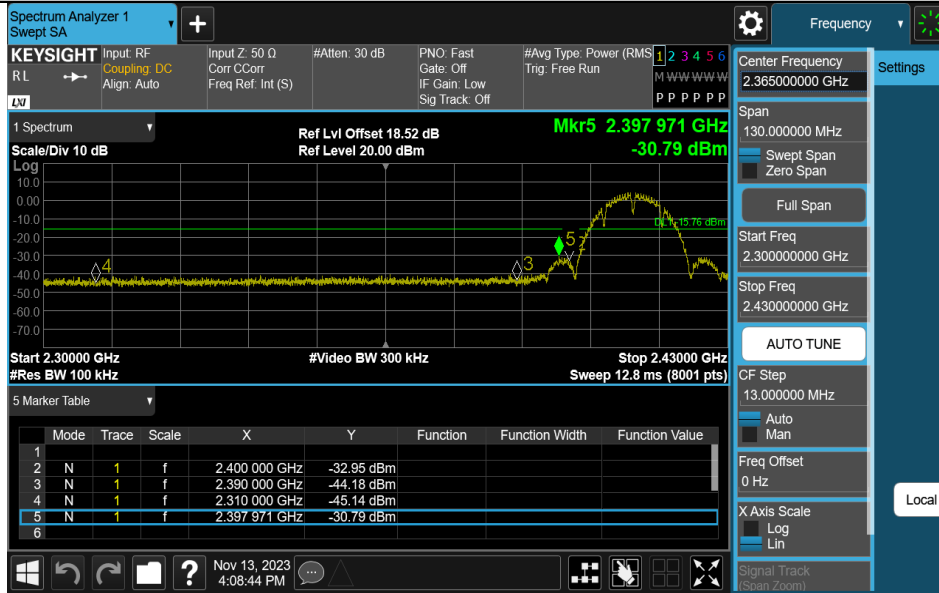 Spectrum Analyzer 1
Swept SA
+
Frequency
KEYSIGHT
RL
LXI
Input: RF
Coupling: DC
Align: Auto
Input Z: 50 Ω
Corr CCorr
Freq Ref: Int (S)
#Atten: 30 dB
PNO: Fast
Gate: Off
IF Gain: Low
Sig Track: Off
#Avg Type: Power (RMS
Trig: Free Run
1 2 3 4 5 6
M W W W W W
P P P P P P
Center Frequency
2.365000000 GHz
Settings
Span
130.000000 MHz
Swept Span
Zero Span
Full Span
Start Freq
2.300000000 GHz
Stop Freq
2.430000000 GHz
AUTO TUNE
CF Step
13.000000 MHz
Auto
Man
Freq Offset
0 Hz
X Axis Scale
Log
Lin
Signal Track
(Span Zoom)
Local
1 Spectrum
Scale/Div 10 dB
Ref Lvl Offset 18.52 dB
Ref Level 20.00 dBm
Mkr5 2.397 971 GHz
-30.79 dBm
Log
10.0
0.00
-10.0
-20.0
-30.0
-40.0
-50.0
-60.0
-70.0
DL1 -15.76 dBm
4
3
5
2
Start 2.30000 GHz
#Video BW 300 kHz
Stop 2.43000 GHz
#Res BW 100 kHz
Sweep 12.8 ms (8001 pts)
5 Marker Table
Mode Trace Scale X Y Function Function Width Function Value
1
2 N 1 f 2.400 000 GHz -32.95 dBm
3 N 1 f 2.390 000 GHz -44.18 dBm
4 N 1 f 2.310 000 GHz -45.14 dBm
5 N 1 f 2.397 971 GHz -30.79 dBm
6
?
Nov 13, 2023
4:08:44 PM